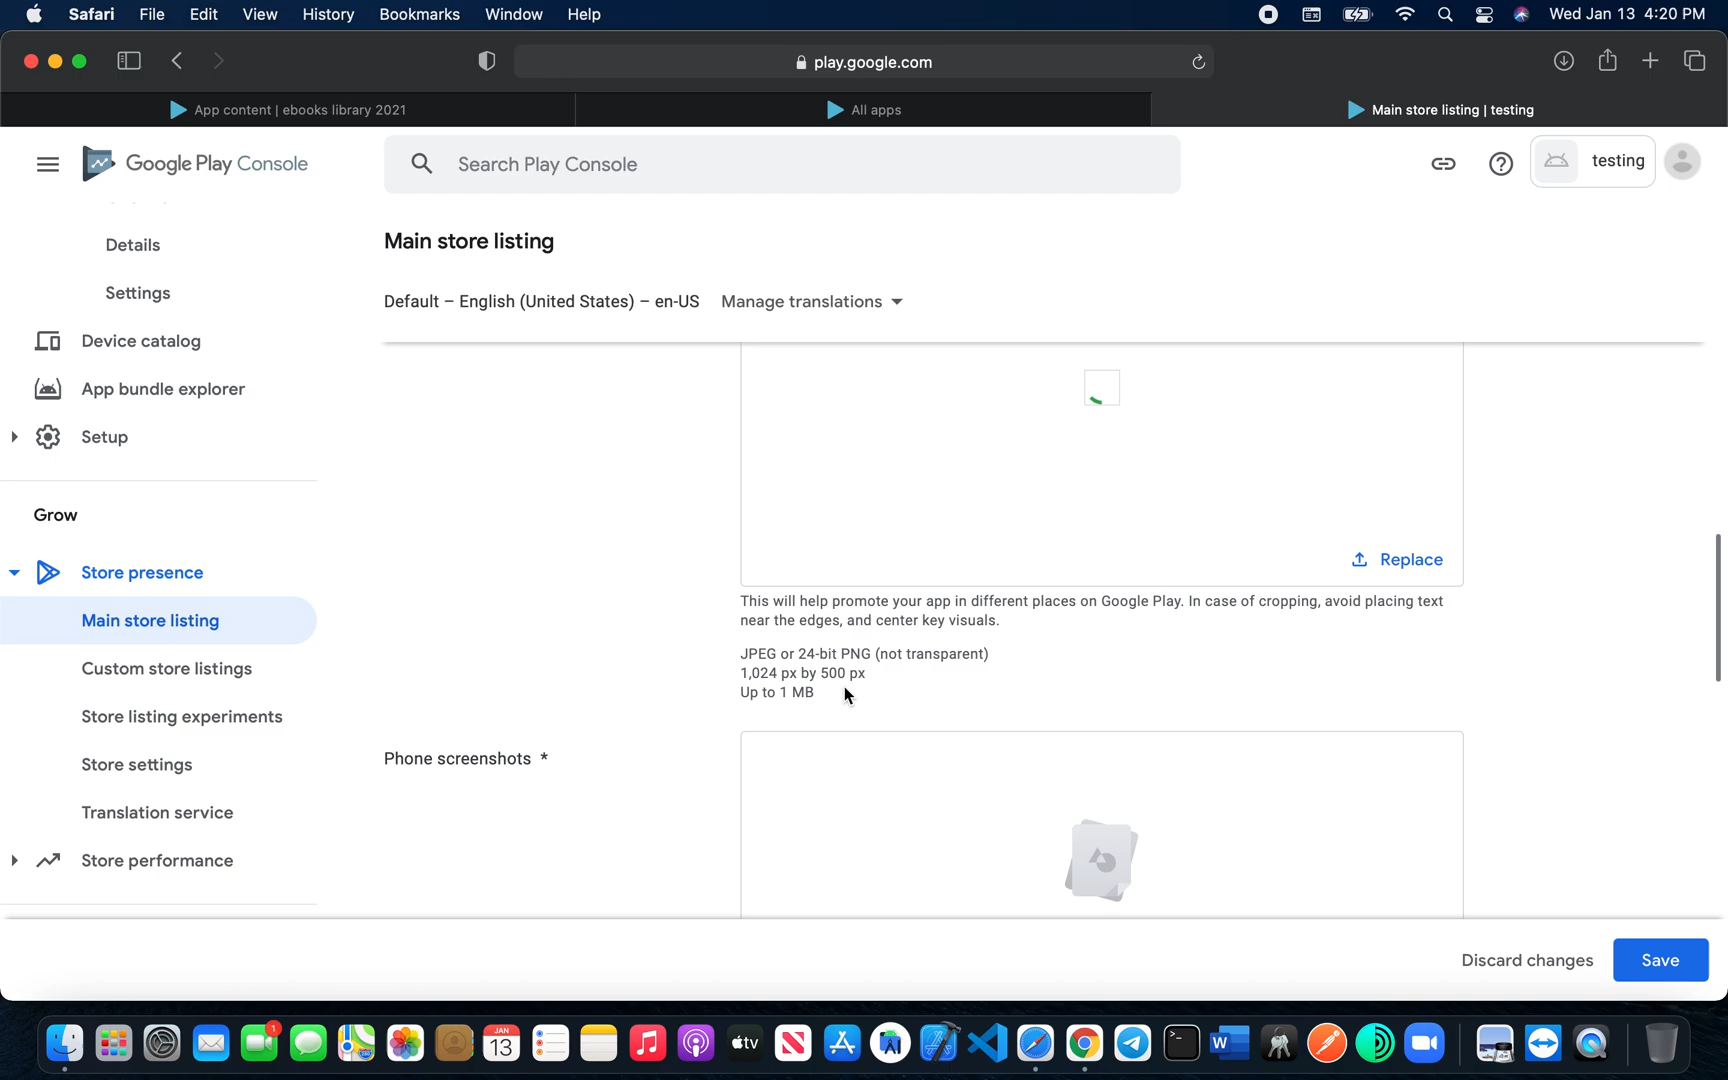 Safari File Edit View History Bookmarks Window Help Wed Jan 13 4:20 PM
play.google.com
App content | ebooks library 2021
All apps
Main store listing | testing
Google Play Console
Search Play Console
testing
Details
Settings
Device catalog
App bundle explorer
Setup
Grow
Store presence
Main store listing
Custom store listings
Store listing experiments
Store settings
Translation service
Store performance
Main store listing
Default – English (United States) – en-US Manage translations
Replace
This will help promote your app in different places on Google Play. In case of cropping, avoid placing text
near the edges, and center key visuals.
JPEG or 24-bit PNG (not transparent)
1,024 px by 500 px
Up to 1 MB
Phone screenshots *
Discard changes Save
1
JAN
13
tv
W